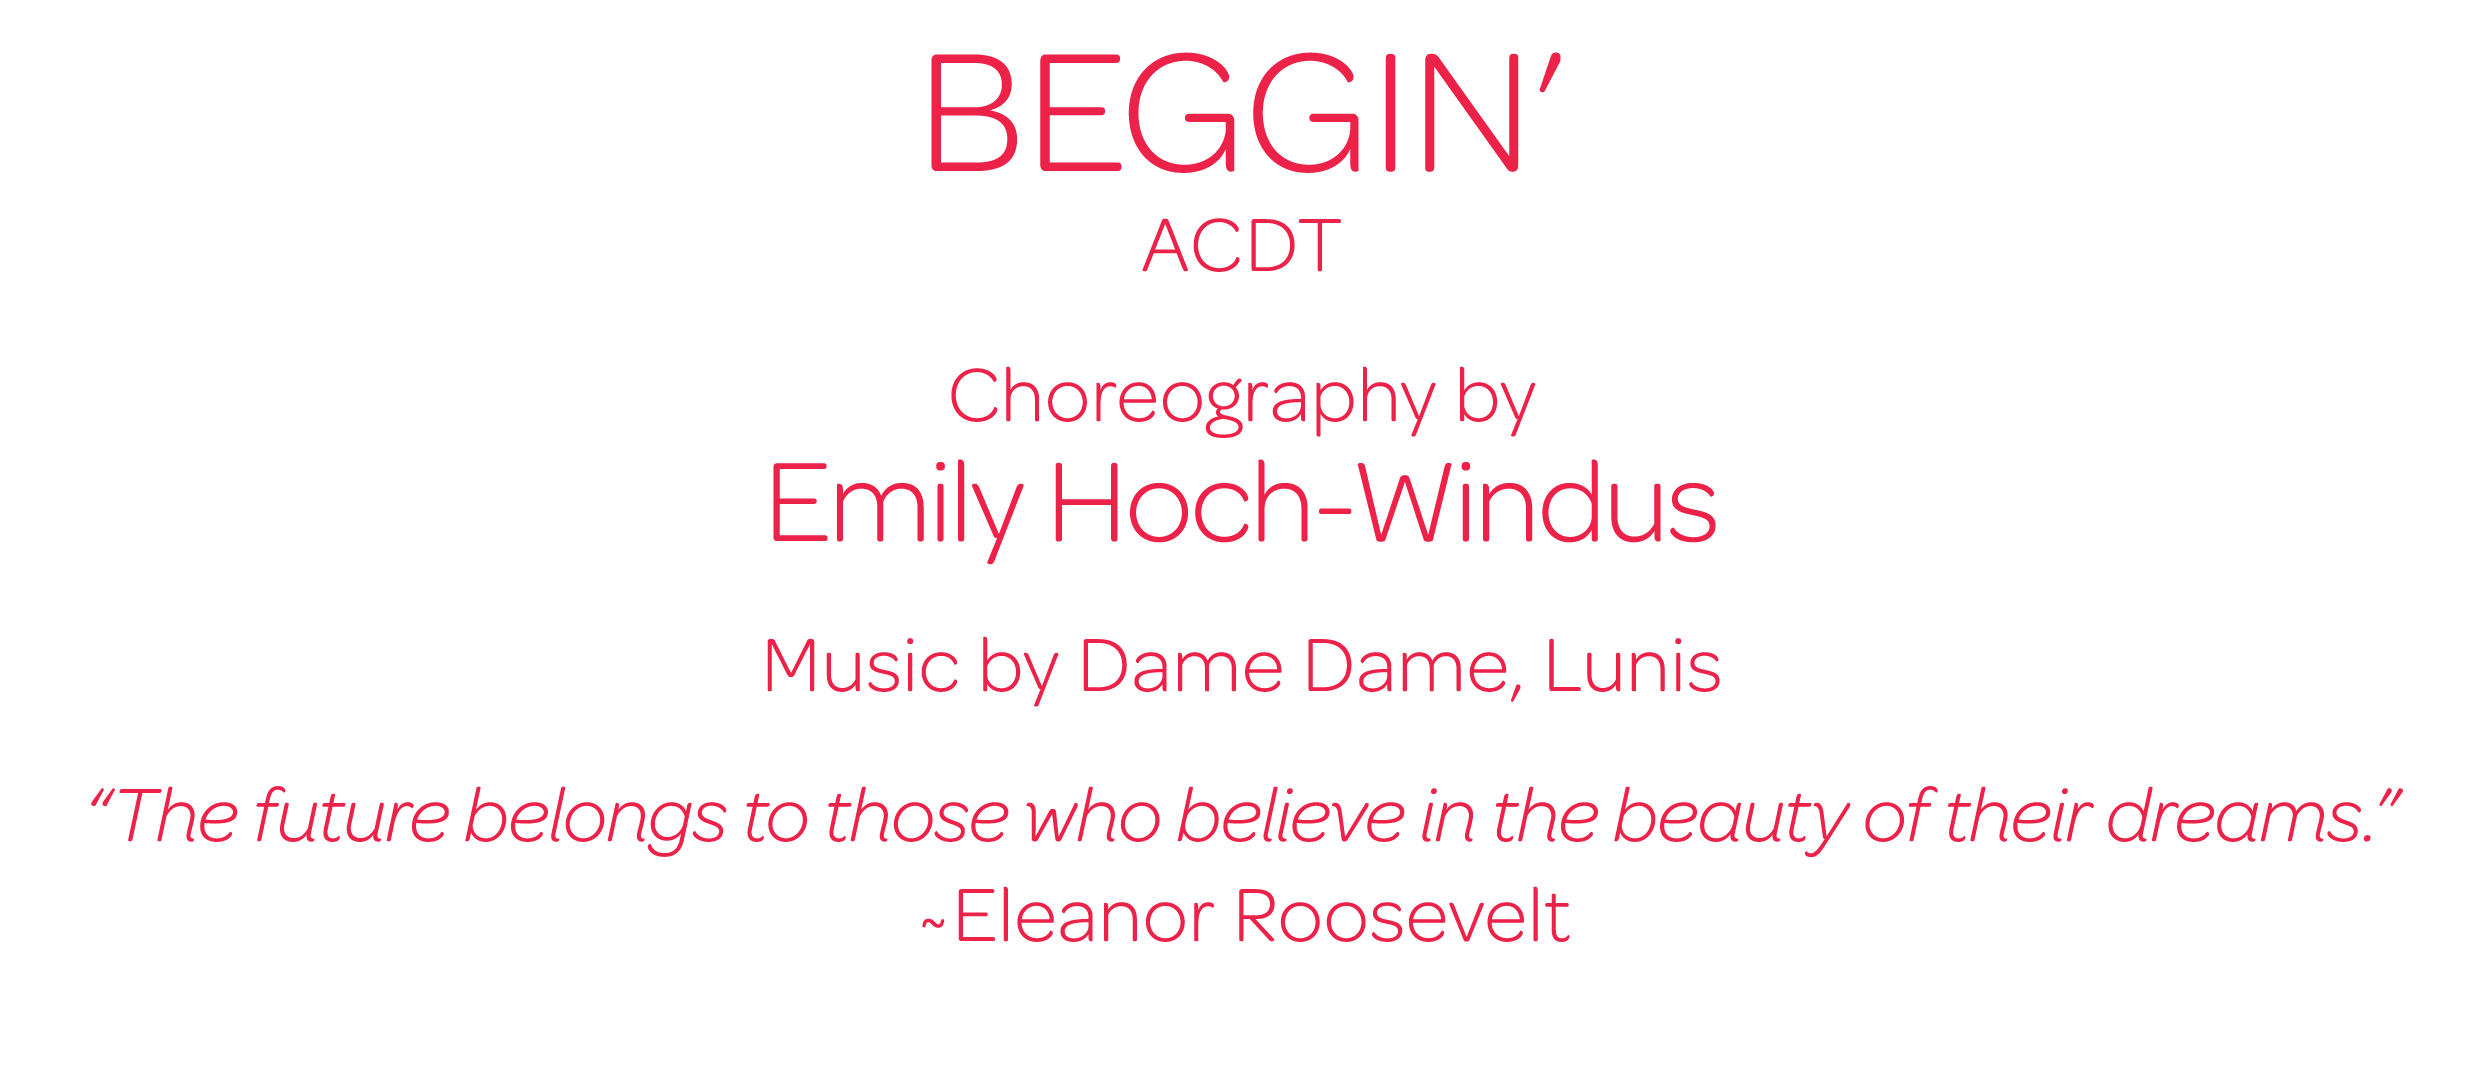 BEGGIN’
ACDT
Choreography by
Emily Hoch-Windus
Music by Dame Dame, Lunis
“The future belongs to those who believe in the beauty of their dreams.”
~Eleanor Roosevelt